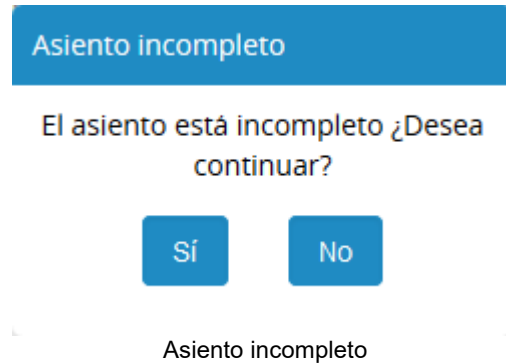 Asiento incompleto
El asiento está incompleto ¿Desea
continuar?
Sí No
Asiento incompleto